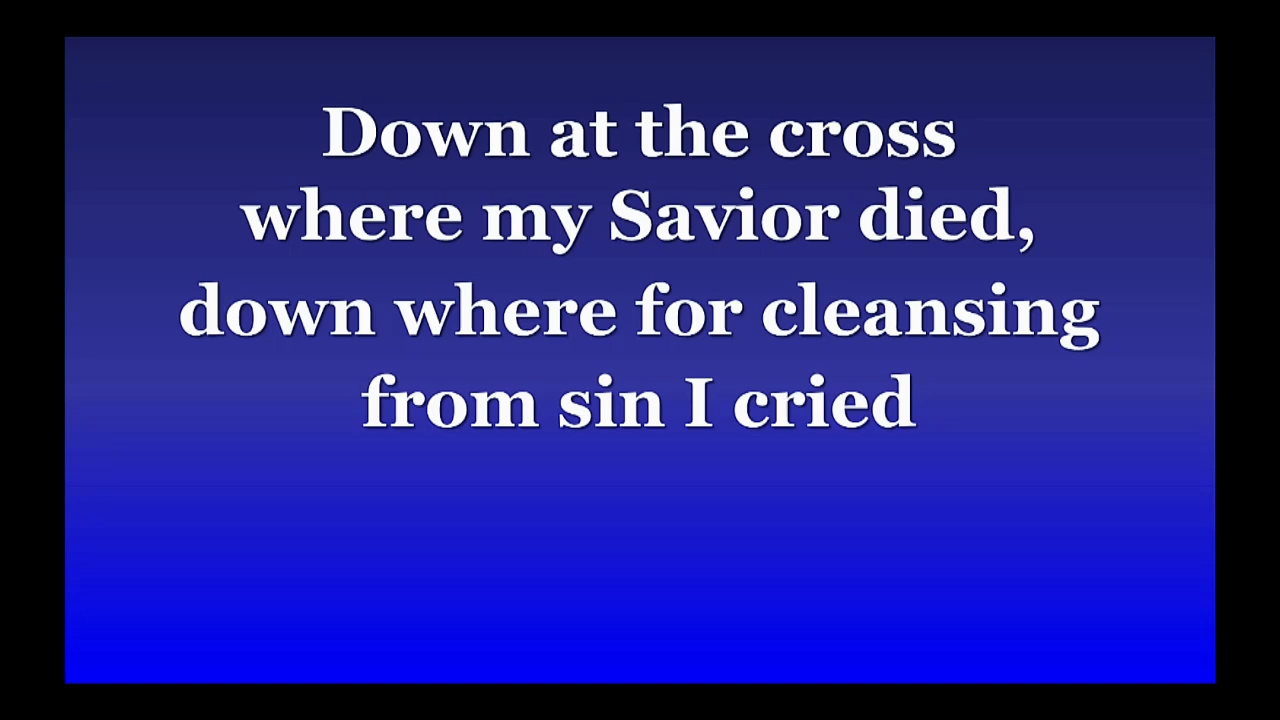 Down at the cross
where my Savior died,
down where for cleansing
from sin I cried